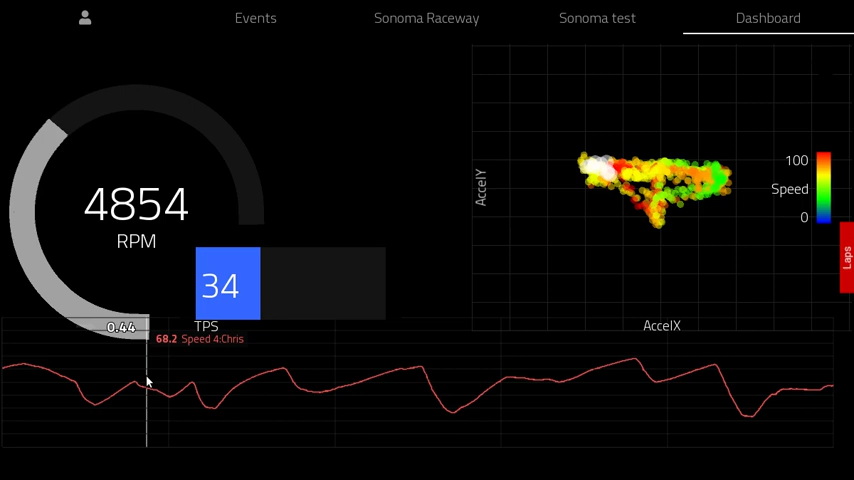 Events
Sonoma Raceway
Sonoma test
Dashboard
4854
RPM
34
TPS
AccelY
AccelX
100
Speed
0
Laps
0.44
68.2 Speed 4:Chris